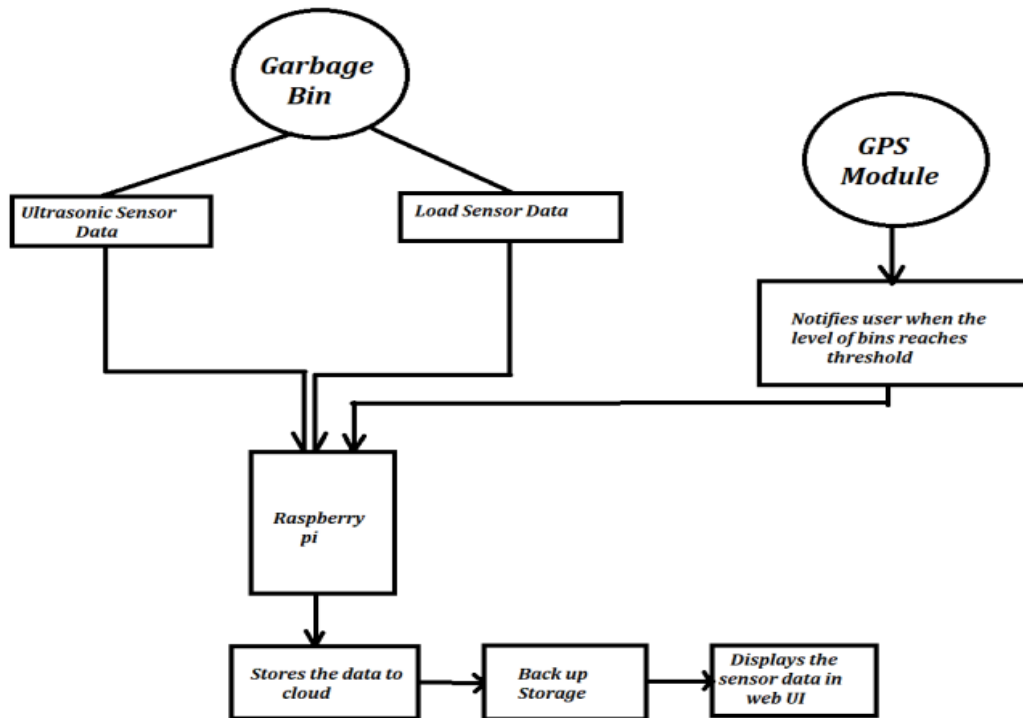 Garbage
Bin
GPS
Module
Ultrasonic Sensor
Data
Load Sensor Data
Notifies user when the
level of bins reaches
threshold
Raspberry
pi
Stores the data to
cloud
Back up
Storage
Displays the
sensor data in
web UI